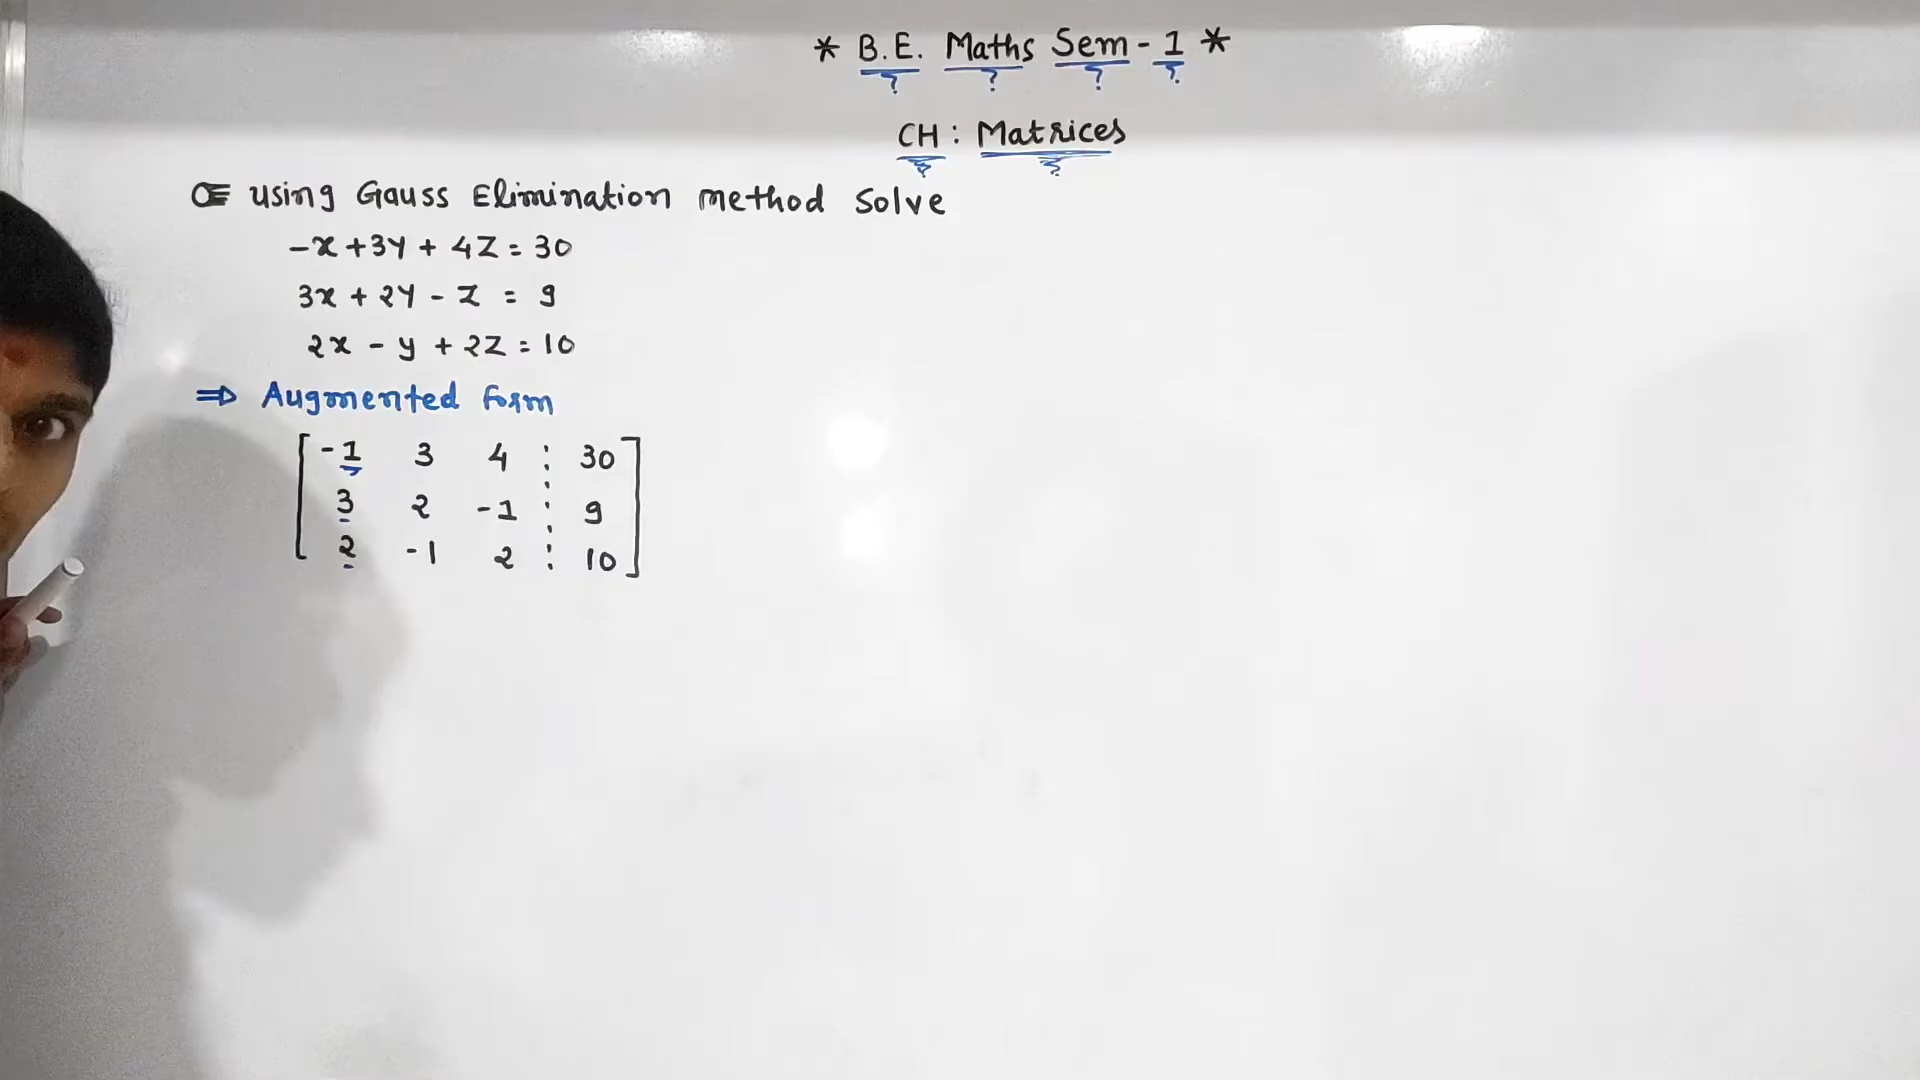 * B.E. Maths Sem - 1 *
CH : Matrices
using Gauss Elimination method Solve
-x + 3y + 4z = 30
3x + 2y - z = 9
2x - y + 2z = 10
⇒ Augmented form
[ -1 3 4 : 30 ]
[ 3 2 -1 : 9 ]
[ 2 -1 2 : 10 ]